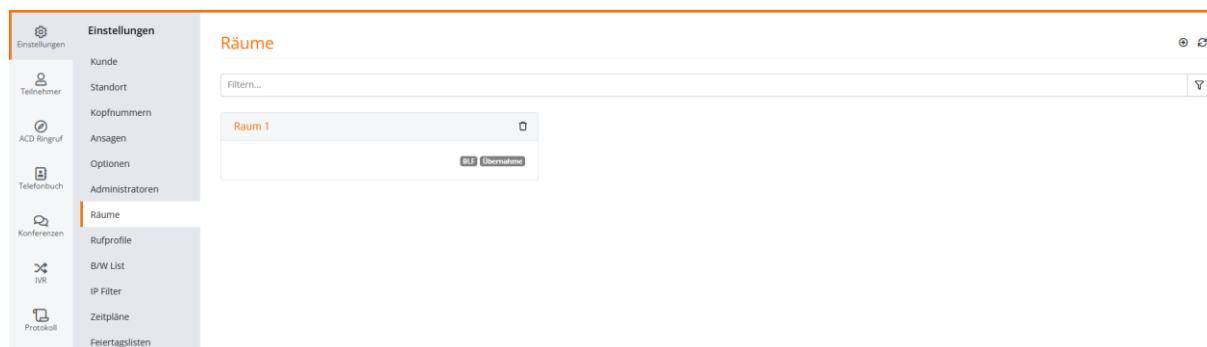 Einstellungen
Teilnehmer
ACD Ringruf
Telefonbuch
Konferenzen
IVR
Protokoll
Einstellungen
Kunde
Standort
Kopfnummern
Ansagen
Optionen
Administratoren
Räume
Rufprofile
B/W List
IP Filter
Zeitpläne
Feiertagslisten
Räume
Filtern...
Raum 1
BLF Übernahme